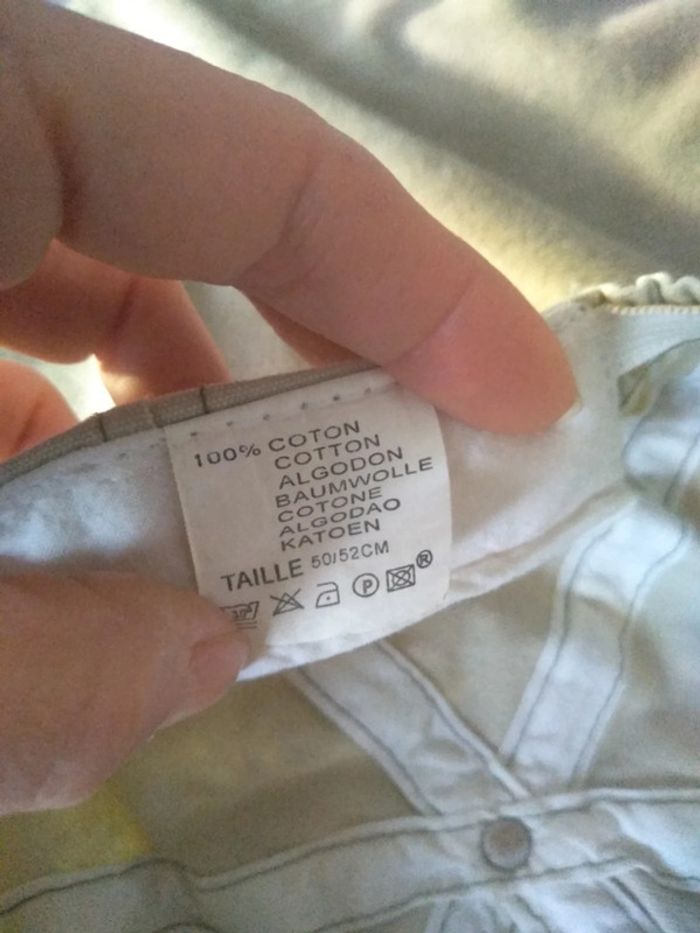 100% COTON
COTTON
ALGODON
BAUMWOLLE
COTONE
ALGODAO
KATOEN
TAILLE 50/52CM
P ®